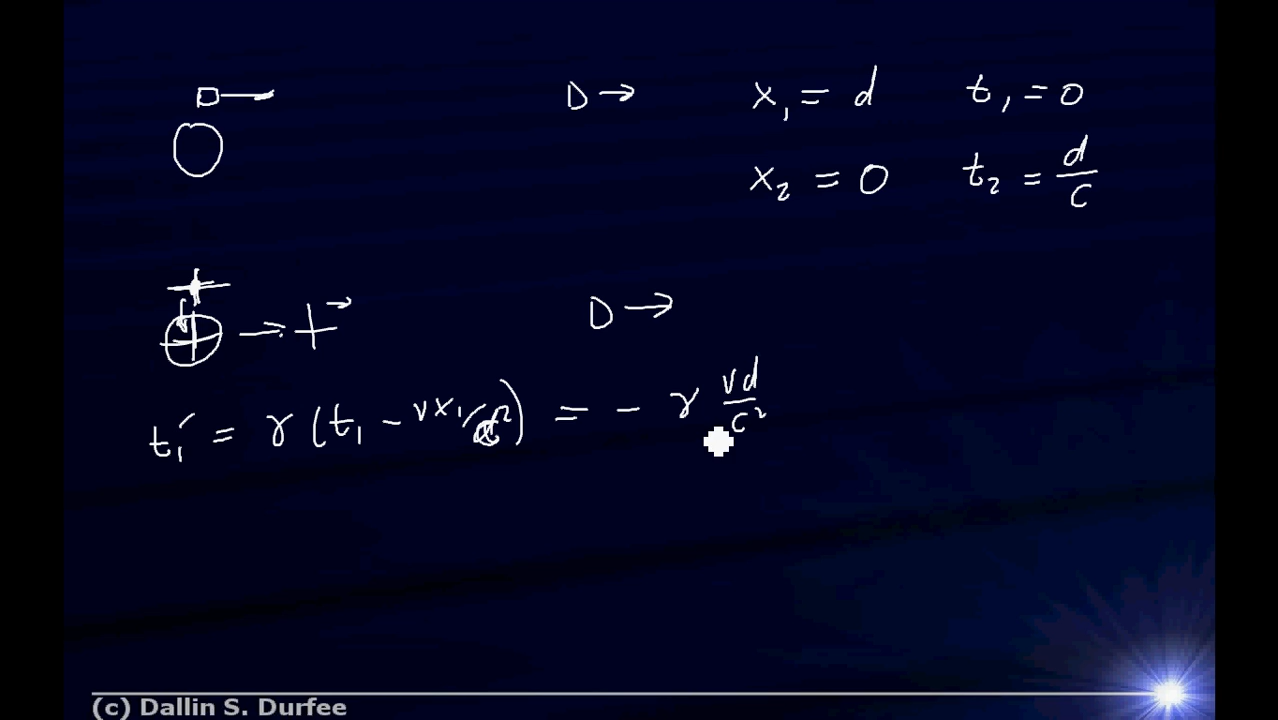 D → x₁ = d t₁ = 0
x₂ = 0 t₂ = d/c
D →
t₁′ = γ(t₁ - vx₁/c²) = - γ vd/c²
(c) Dallin S. Durfee